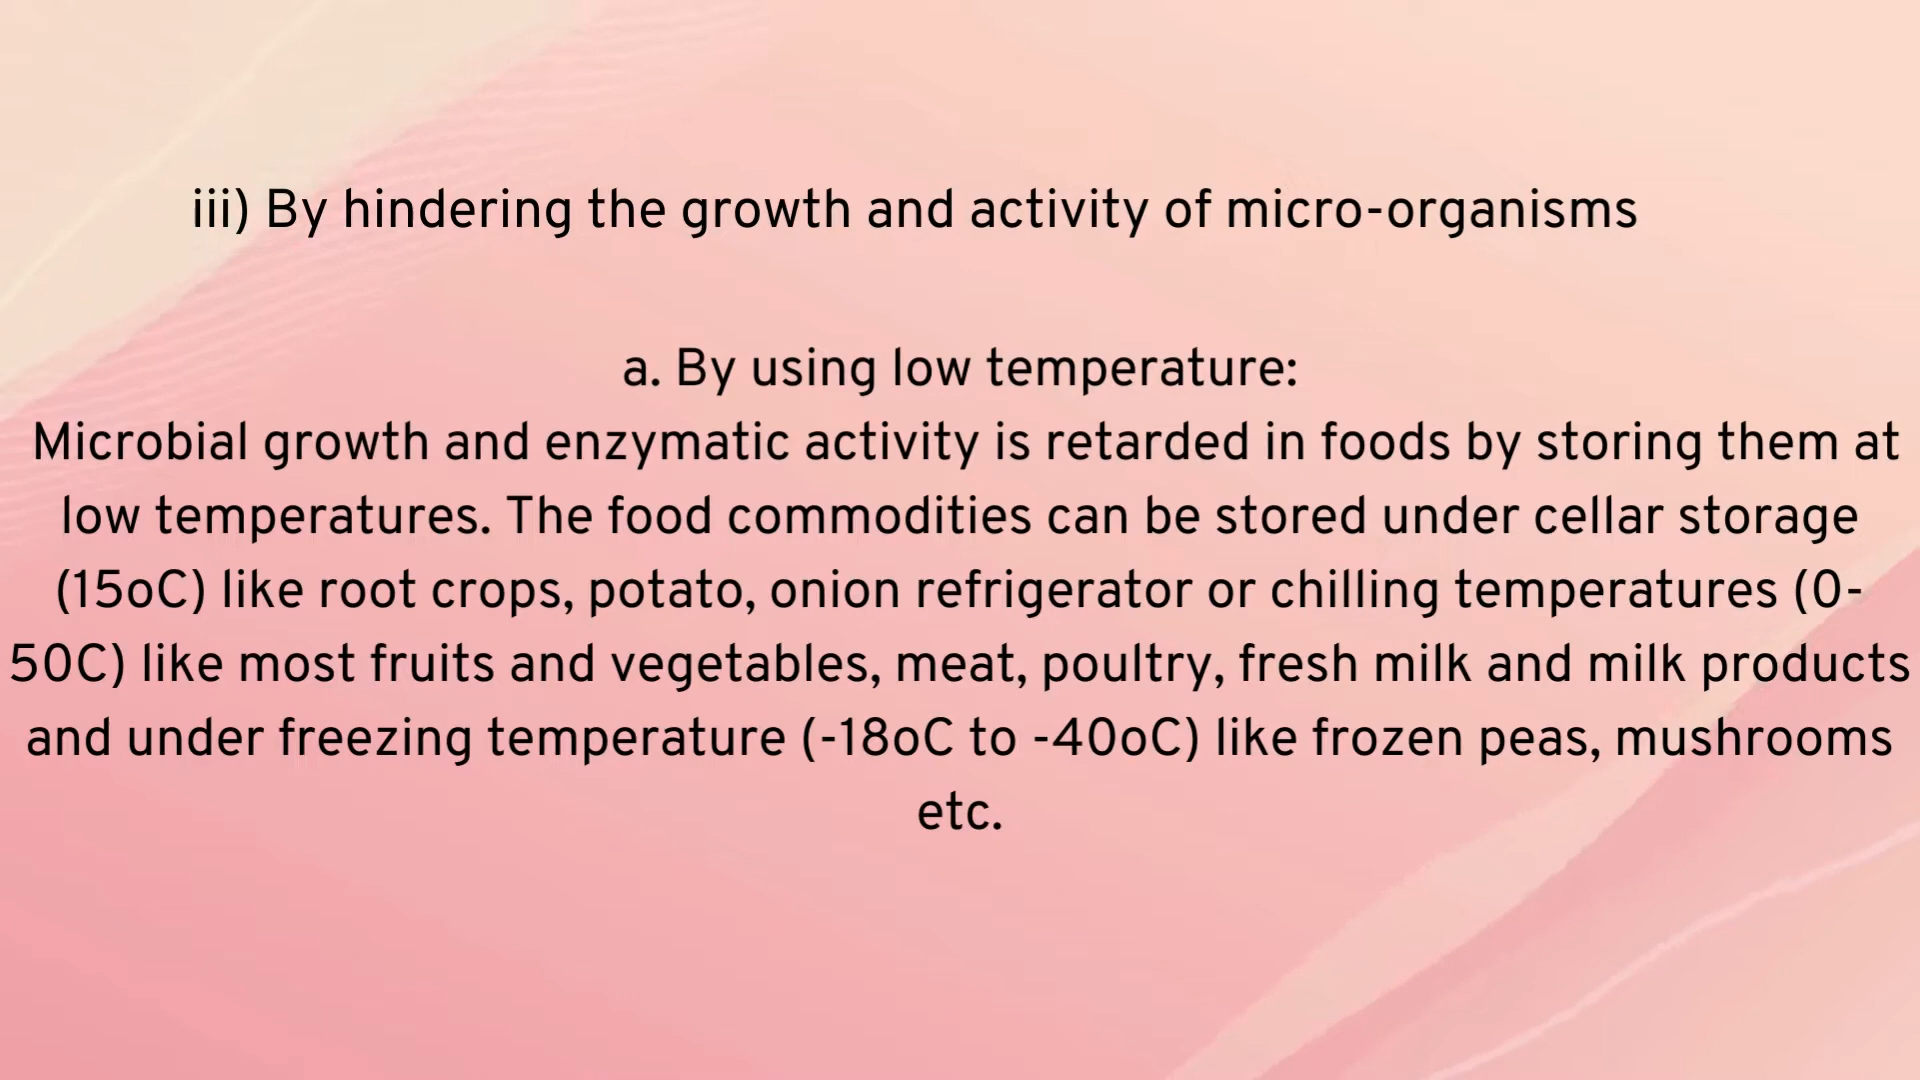 iii) By hindering the growth and activity of micro-organisms
a. By using low temperature:
Microbial growth and enzymatic activity is retarded in foods by storing them at
low temperatures. The food commodities can be stored under cellar storage
(15oC) like root crops, potato, onion refrigerator or chilling temperatures (0-
50C) like most fruits and vegetables, meat, poultry, fresh milk and milk products
and under freezing temperature (-18oC to -40oC) like frozen peas, mushrooms
etc.